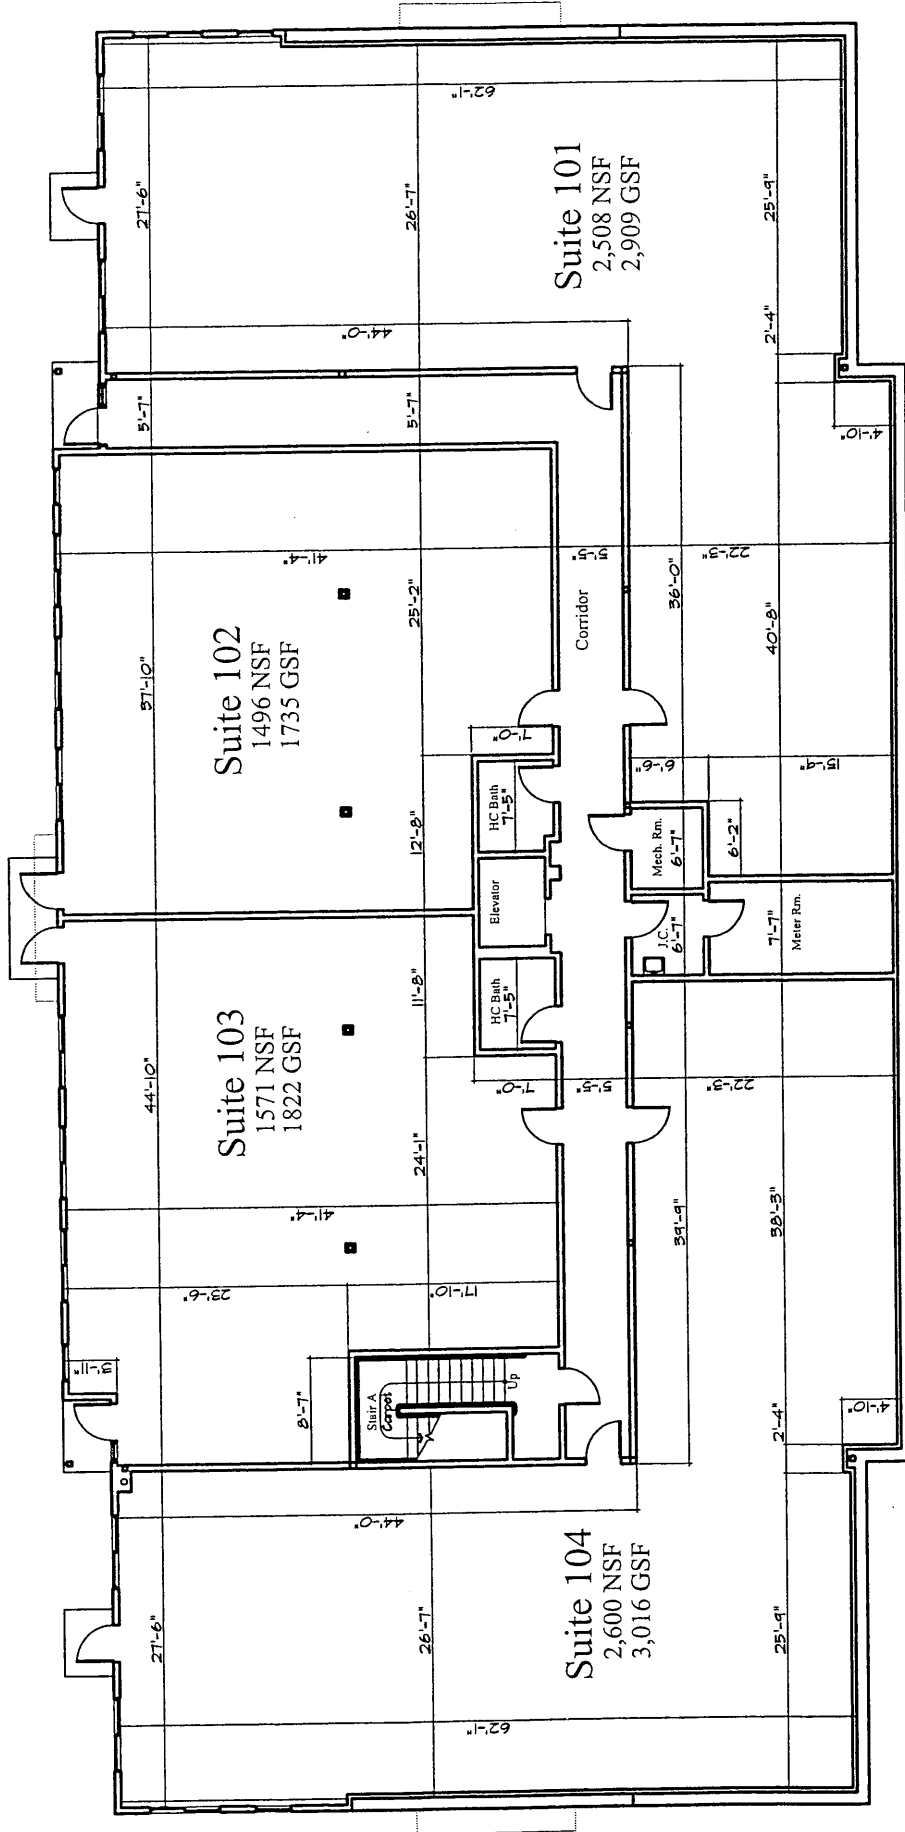 Suite 101
2,508 NSF
2,909 GSF
62'-1"
27'-6"
26'-7"
25'-9"
44'-0"
2'-4"
4'-10"
5'-7"
5'-7"
Suite 102
1496 NSF
1735 GSF
41'-4"
37'-10"
25'-2"
5'-5"
Corridor
36'-0"
22'-3"
40'-8"
7'-0"
6'-6"
15'-9"
HC Bath
7'-5"
12'-8"
Mech. Rm.
6'-7"
6'-2"
Elevator
J.C.
6'-7"
7'-7"
Meter Rm.
HC Bath
7'-5"
11'-8"
Suite 103
1571 NSF
1822 GSF
44'-10"
7'-0"
5'-5"
22'-3"
24'-1"
41'-4"
23'-6"
17'-10"
39'-9"
38'-3"
3'-11"
8'-7"
Stair A
Carpet
Up
4'-10"
2'-4"
Suite 104
2,600 NSF
3,016 GSF
44'-0"
27'-6"
26'-7"
25'-9"
62'-1"